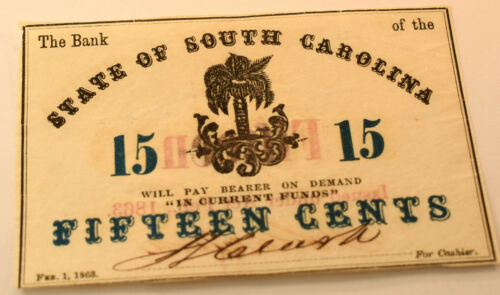 The Bank of the
STATE OF SOUTH CAROLINA
15 15
WILL PAY BEARER ON DEMAND
"IN CURRENT FUNDS"
FIFTEEN CENTS
For Cashier.
FEB. 1, 1863.